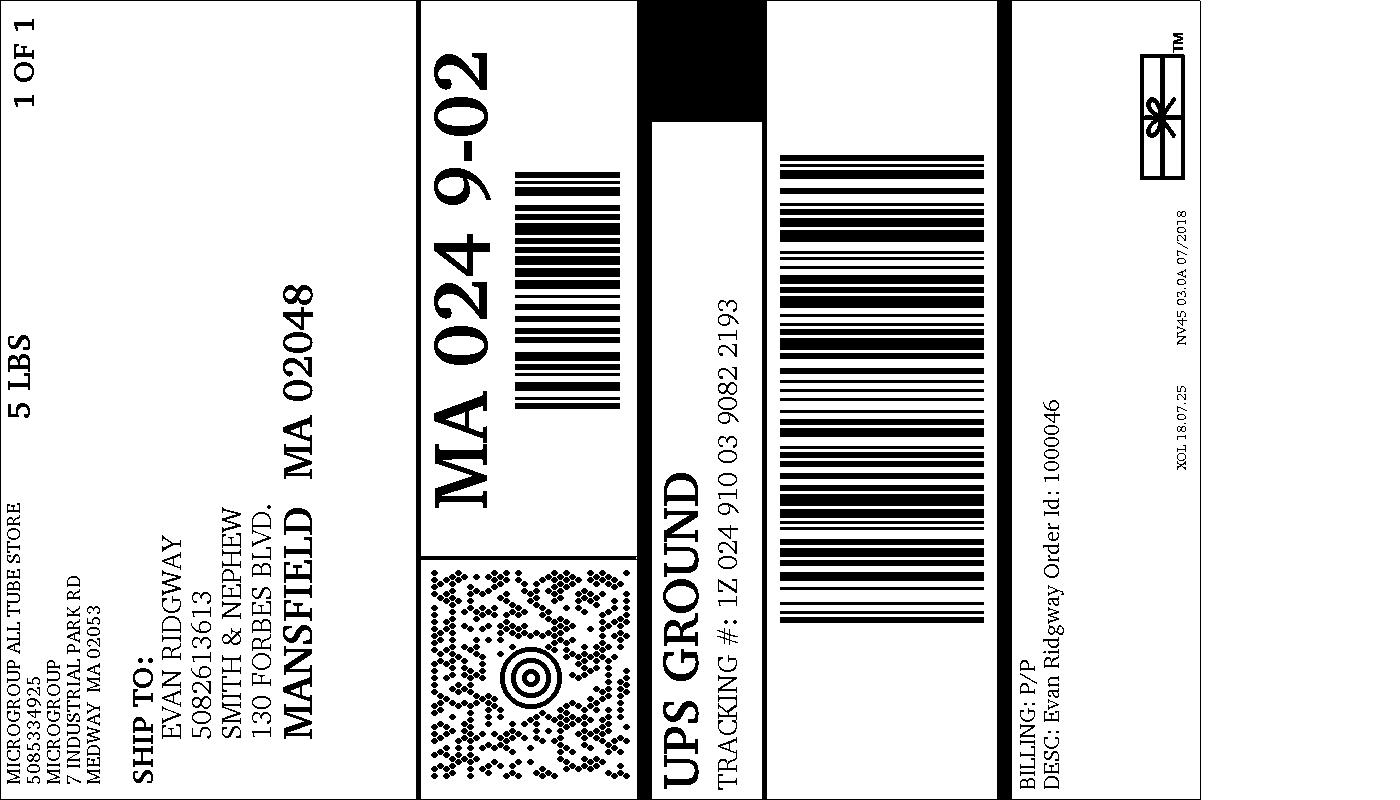 MICROGROUP ALL TUBE STORE
5085334925
MICROGROUP
7 INDUSTRIAL PARK RD
MEDWAY MA 02053
5 LBS
1 OF 1
SHIP TO:
EVAN RIDGWAY
5082613613
SMITH & NEPHEW
130 FORBES BLVD.
MANSFIELD MA 02048
MA 024 9-02
UPS GROUND
TRACKING #: 1Z 024 910 03 9082 2193
BILLING: P/P
DESC: Evan Ridgway Order Id: 1000046
XOL 18.07.25 NV45 03.0A 07/2018
TM